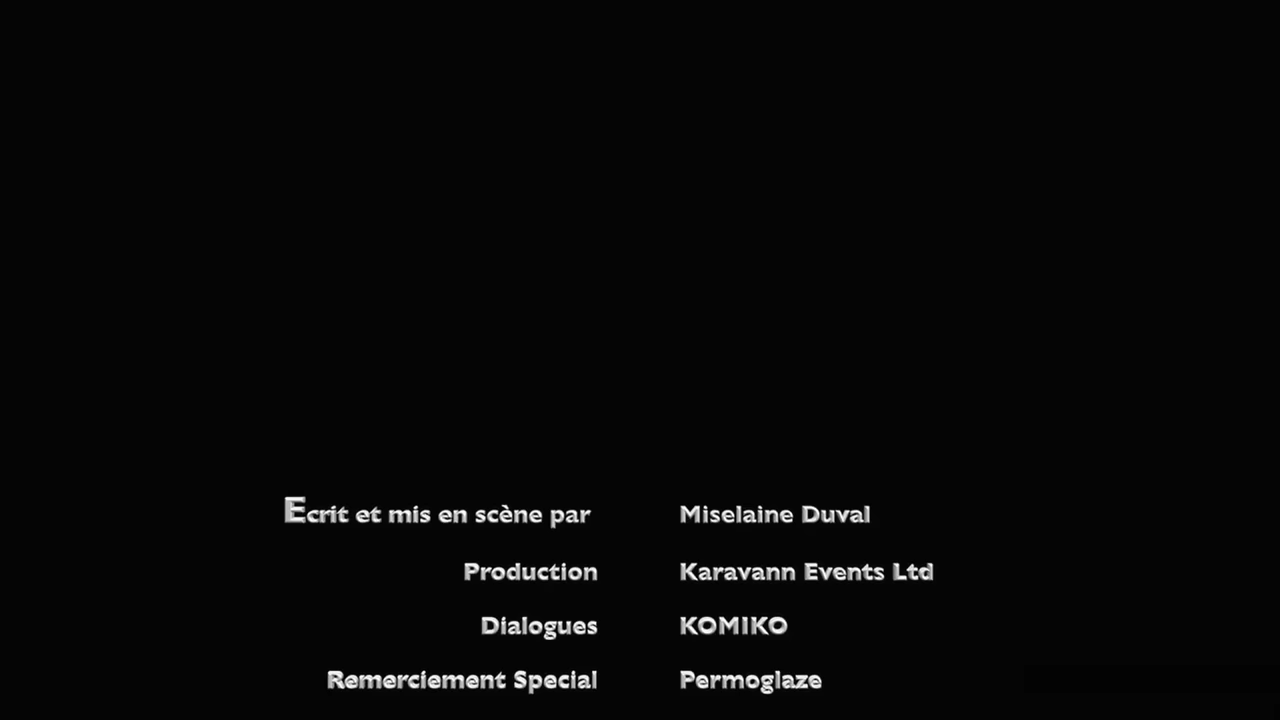 Ecrit et mis en scène par Miselaine Duval
Production Karavann Events Ltd
Dialogues KOMIKO
Remerciement Special Permoglaze